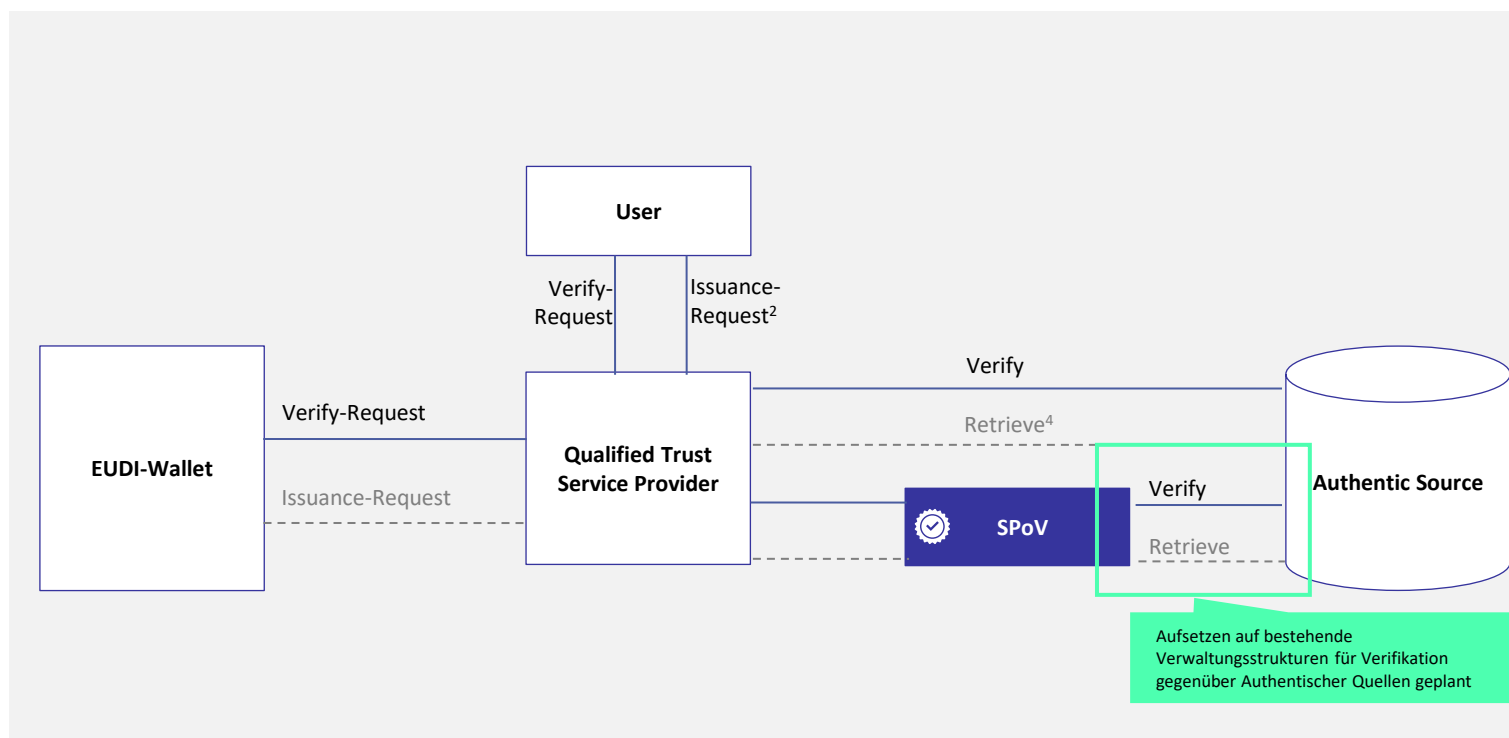 User
Verify-
Request
Issuance-
Request²
Verify
Verify-Request
Retrieve⁴
EUDI-Wallet
Qualified Trust
Service Provider
Issuance-Request
Verify
Authentic Source
SPoV
Retrieve
Aufsetzen auf bestehende
Verwaltungsstrukturen für Verifikation
gegenüber Authentischer Quellen geplant